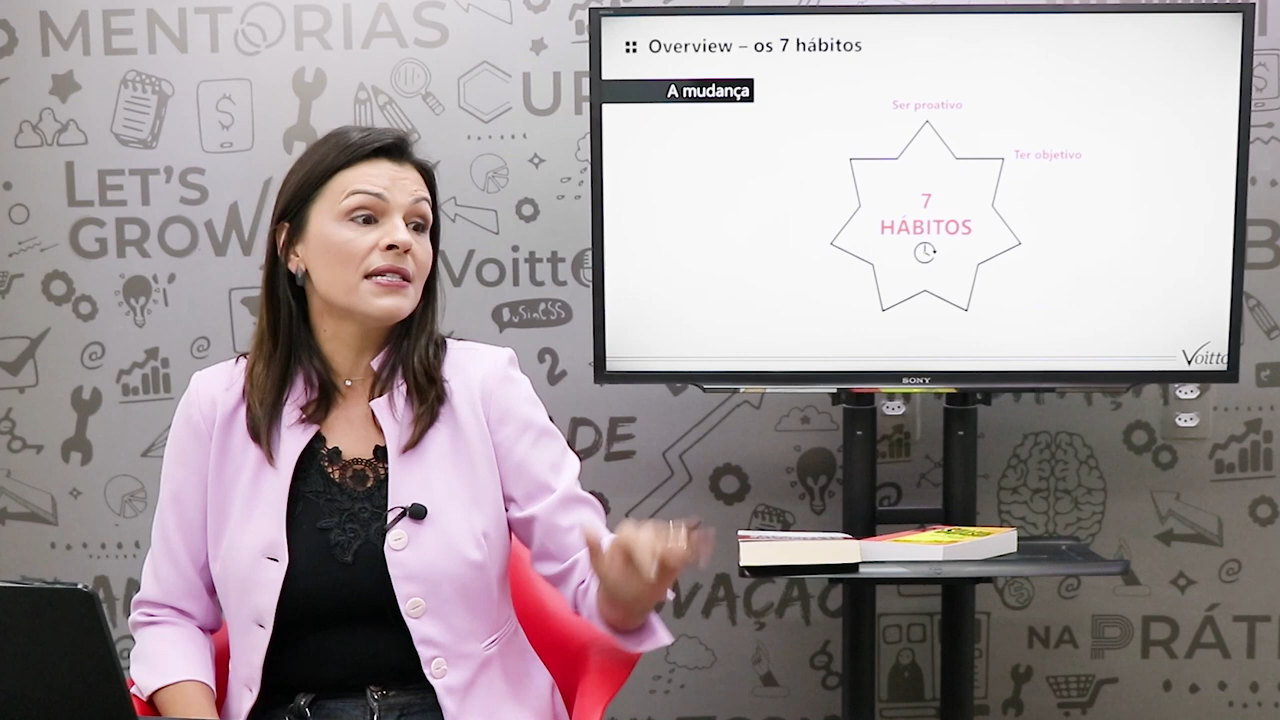 MENTORIAS
LET'S
GROW
Voitto
BUSINESS
2
DE
NA PRÁT
Overview – os 7 hábitos
A mudança
Ser proativo
Ter objetivo
7
HÁBITOS
Voitto
SONY